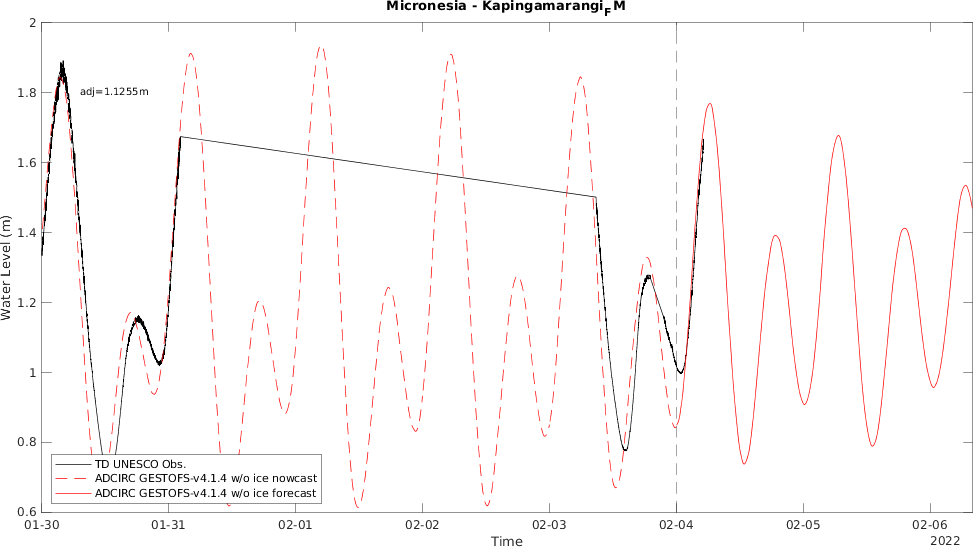 Micronesia - Kapingamarangi_FM
adj=1.1255m
Water Level (m)
2
1.8
1.6
1.4
1.2
1
0.8
0.6
TD UNESCO Obs.
ADCIRC GESTOFS-v4.1.4 w/o ice nowcast
ADCIRC GESTOFS-v4.1.4 w/o ice forecast
01-30 01-31 02-01 02-02 02-03 02-04 02-05 02-06
Time 2022